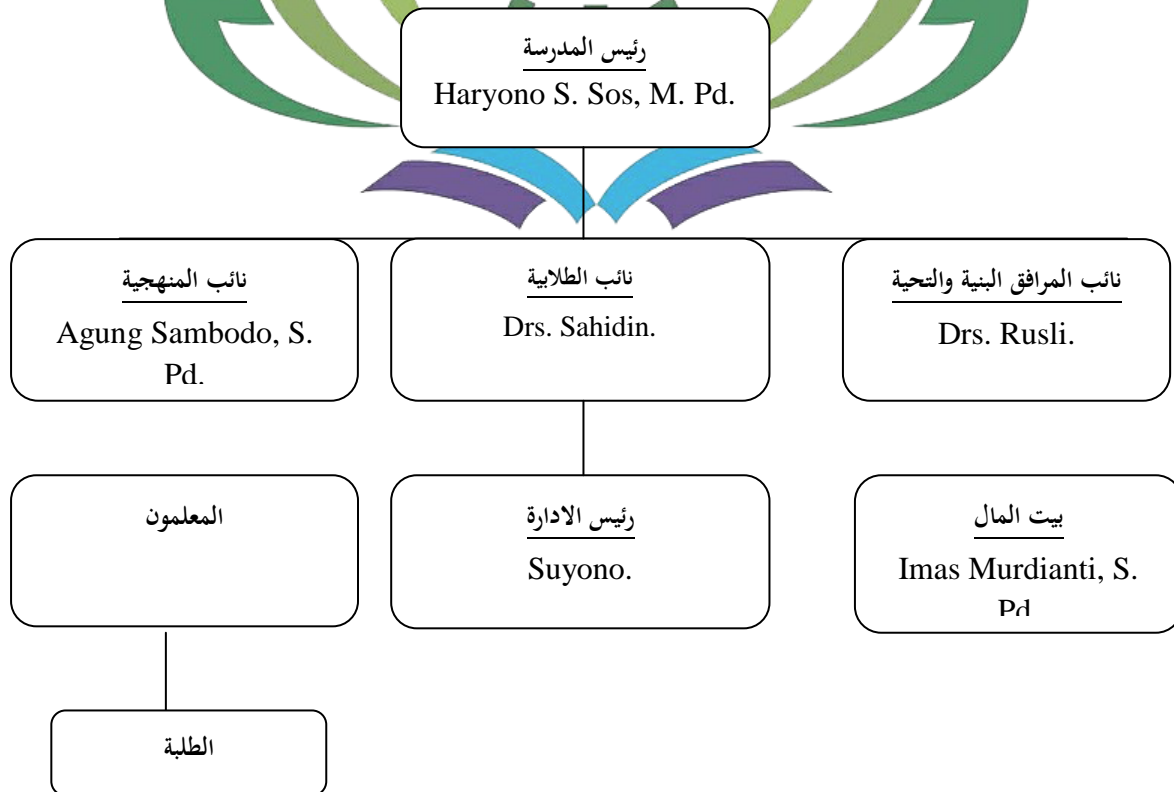 رئيس المدرسة
Haryono S. Sos, M. Pd.
نائب المنهجية
Agung Sambodo, S.
Pd.
نائب الطلابية
Drs. Sahidin.
نائب المرافق البنية والتحية
Drs. Rusli.
المعلمون
رئيس الادارة
Suyono.
بيت المال
Imas Murdianti, S.
Pd
الطلبة